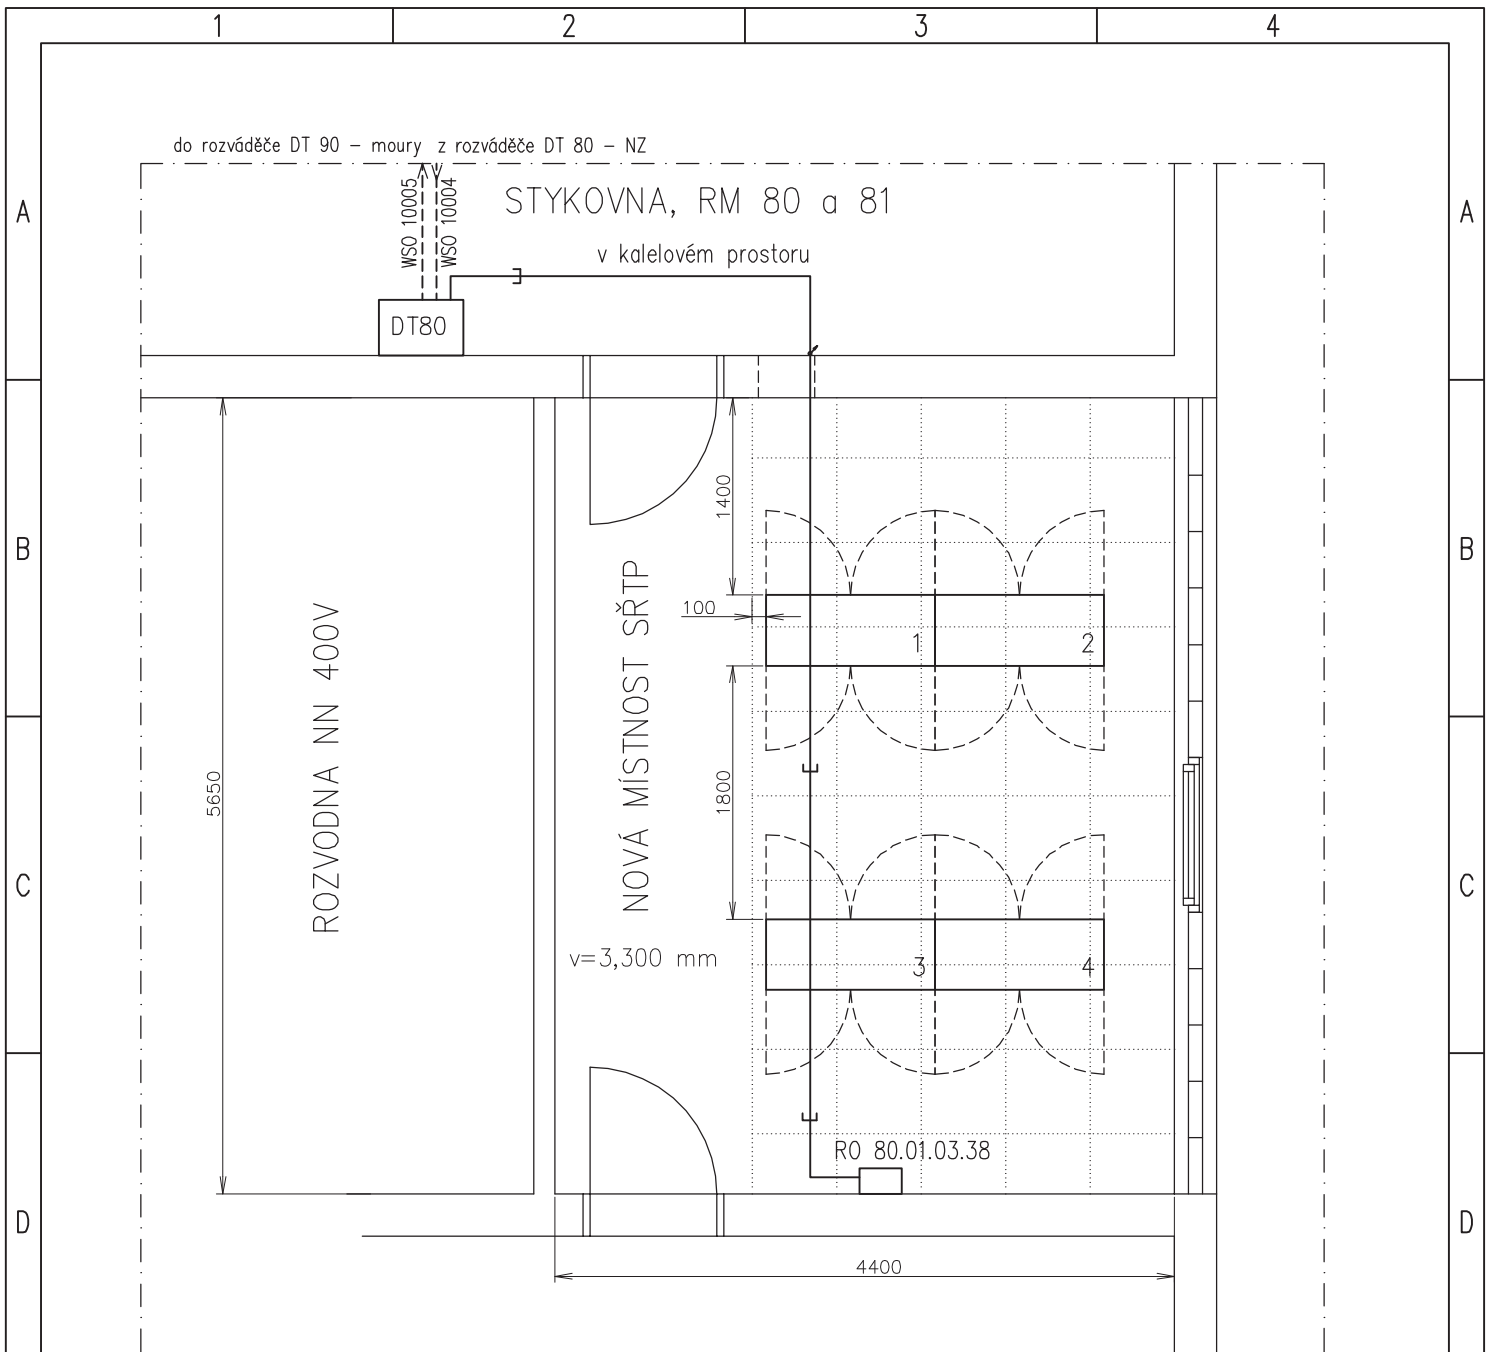 1 2 3 4
do rozváděče DT 90 – moury z rozváděče DT 80 – NZ
WSO 10005
WSO 10004
STYKOVNA, RM 80 a 81
A A
v kalelovém prostoru
DT80
1400
B B
100
1 2
ROZVODNA NN 400V
NOVÁ MÍSTNOST SŘTP
5650
1800
C C
v=3,300 mm
3 4
RO 80.01.03.38
D D
4400